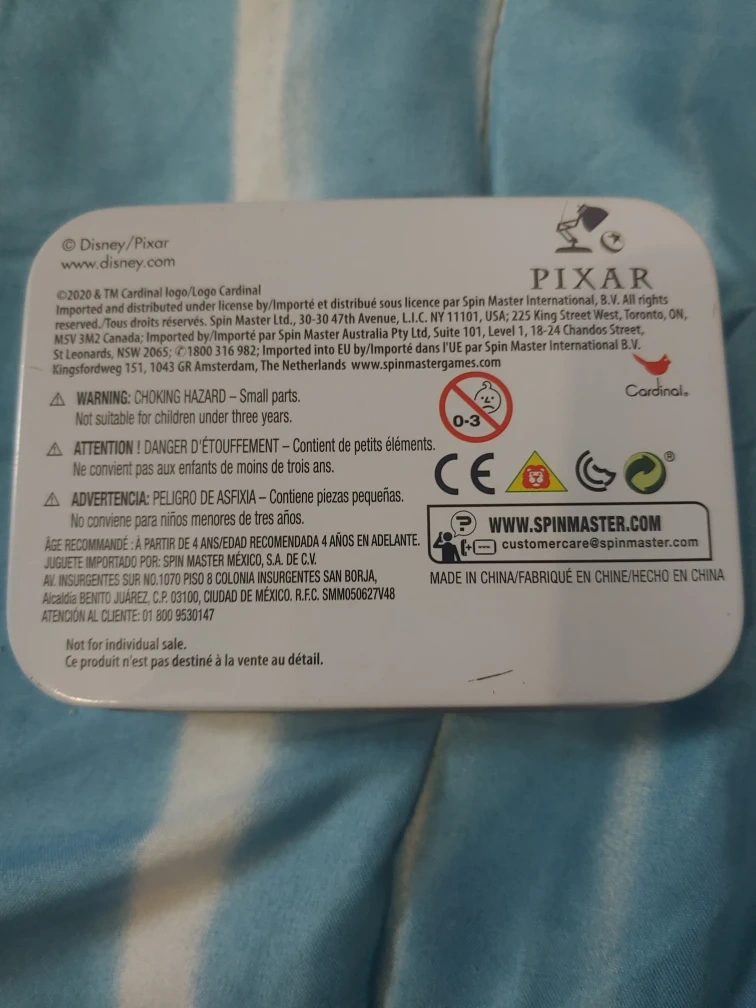 © Disney/Pixar
www.disney.com
PIXAR
©2020 & TM Cardinal logo/Logo Cardinal
Imported and distributed under license by/Importé et distribué sous licence par Spin Master International, B.V. All rights
reserved./Tous droits réservés. Spin Master Ltd., 30-30 47th Avenue, L.I.C. NY 11101, USA; 225 King Street West, Toronto, ON,
M5V 3M2 Canada; Imported by/Importé par Spin Master Australia Pty Ltd, Suite 101, Level 1, 18-24 Chandos Street,
St Leonards, NSW 2065; ✆1800 316 982; Imported into EU by/Importé dans l'UE par Spin Master International B.V.
Kingsfordweg 151, 1043 GR Amsterdam, The Netherlands www.spinmastergames.com
Cardinal®
⚠ WARNING: CHOKING HAZARD – Small parts.
Not suitable for children under three years.
0-3
⚠ ATTENTION ! DANGER D'ÉTOUFFEMENT – Contient de petits éléments.
Ne convient pas aux enfants de moins de trois ans.
CE
®
⚠ ADVERTENCIA: PELIGRO DE ASFIXIA – Contiene piezas pequeñas.
No conviene para niños menores de tres años.
? WWW.SPINMASTER.COM
customercare@spinmaster.com
ÂGE RECOMMANDÉ : À PARTIR DE 4 ANS/EDAD RECOMENDADA 4 AÑOS EN ADELANTE.
JUGUETE IMPORTADO POR: SPIN MASTER MÉXICO, S.A. DE C.V.
AV. INSURGENTES SUR NO.1070 PISO 8 COLONIA INSURGENTES SAN BORJA,
Alcaldía BENITO JUÁREZ, C.P. 03100, CIUDAD DE MÉXICO. R.F.C. SMM050627V48
ATENCIÓN AL CLIENTE: 01 800 9530147
MADE IN CHINA/FABRIQUÉ EN CHINE/HECHO EN CHINA
Not for individual sale.
Ce produit n'est pas destiné à la vente au détail.